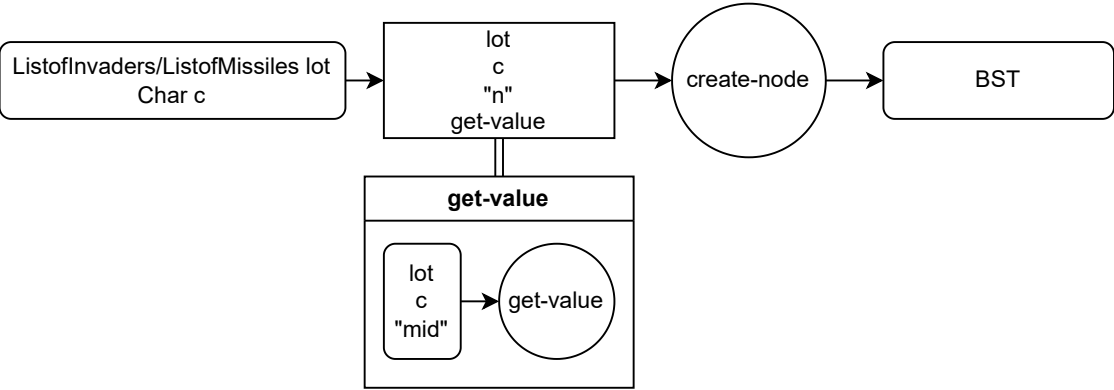 ListofInvaders/ListofMissiles lot
Char c
lot
c
"n"
get-value
create-node
BST
get-value
lot
c
"mid"
get-value